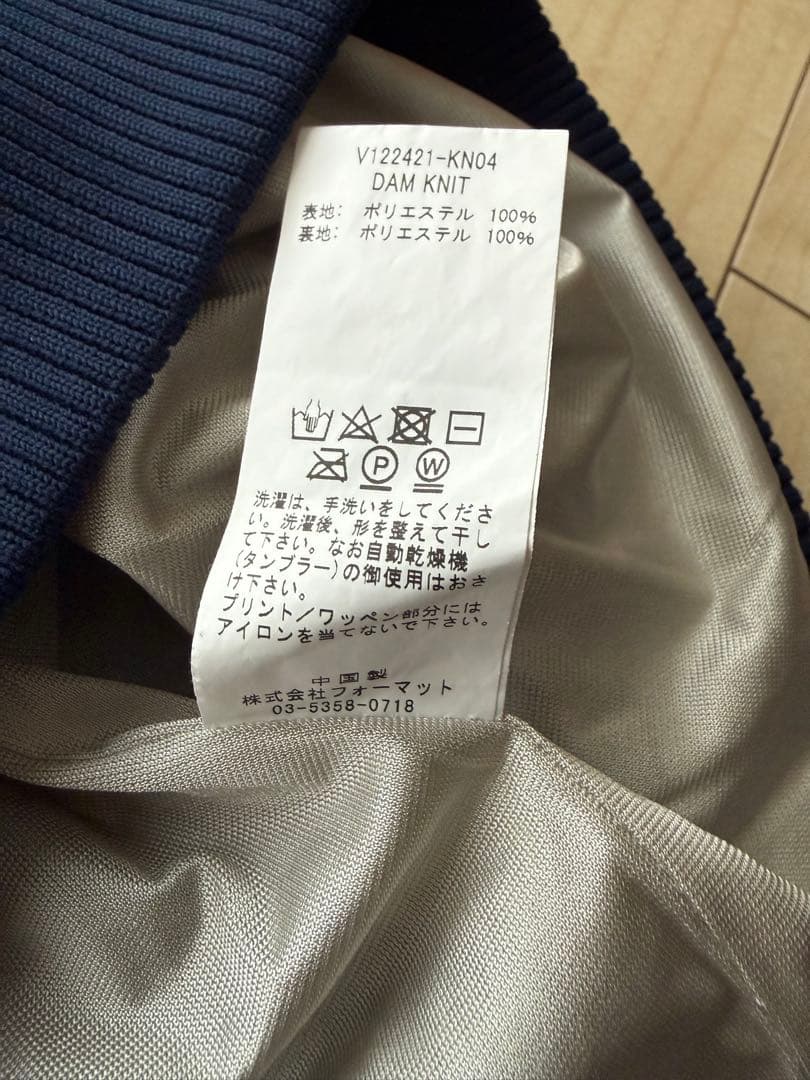 V122421-KN04
DAM KNIT
表地: ポリエステル 100%
裏地: ポリエステル 100%
P W
洗濯は、手洗いをしてくださ
い。洗濯後、形を整えて干し
て下さい。なお自動乾燥機
(タンブラー)の御使用はおさ
け下さい。
プリント/ワッペン部分には
アイロンを当てないで下さい。
中国製
株式会社フォーマット
03-5358-0718